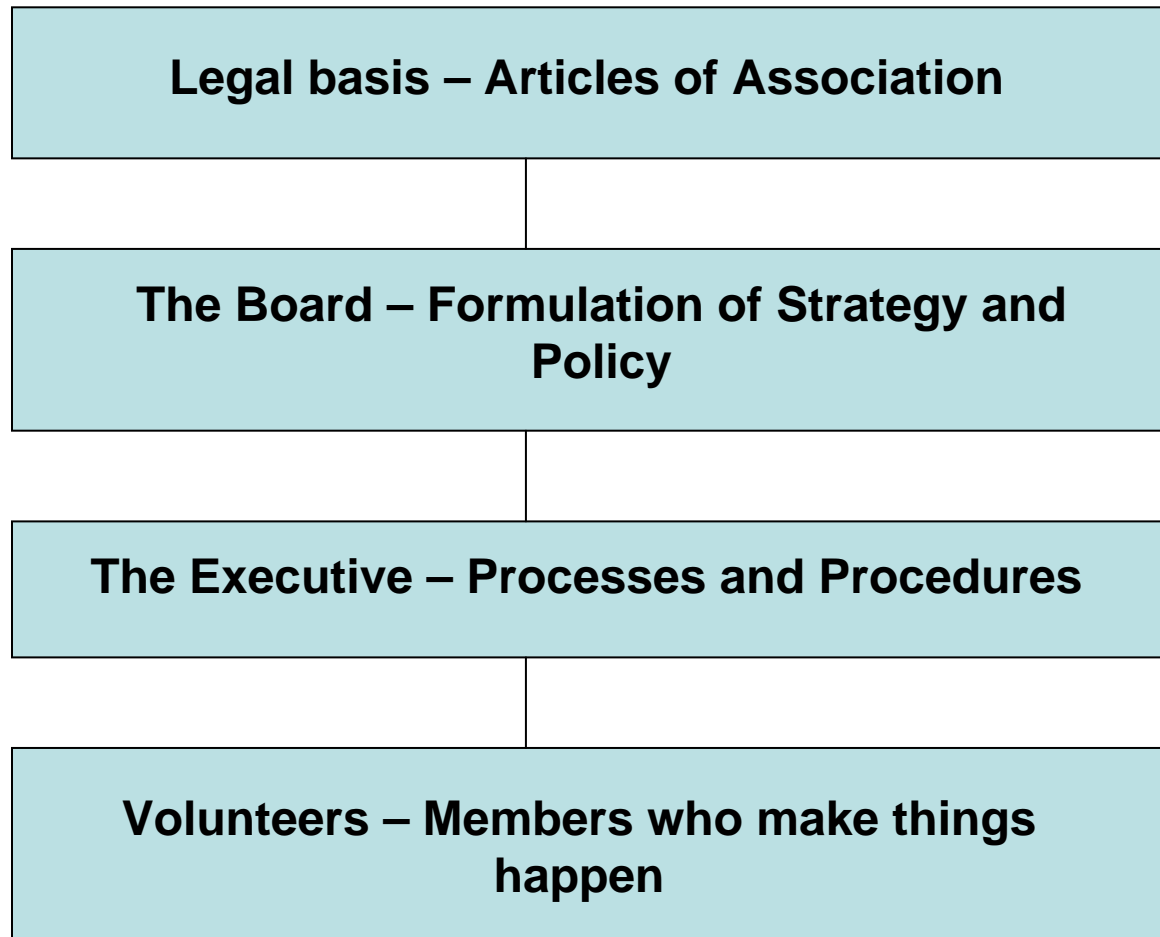 Legal basis – Articles of Association
The Board – Formulation of Strategy and
Policy
The Executive – Processes and Procedures
Volunteers – Members who make things
happen